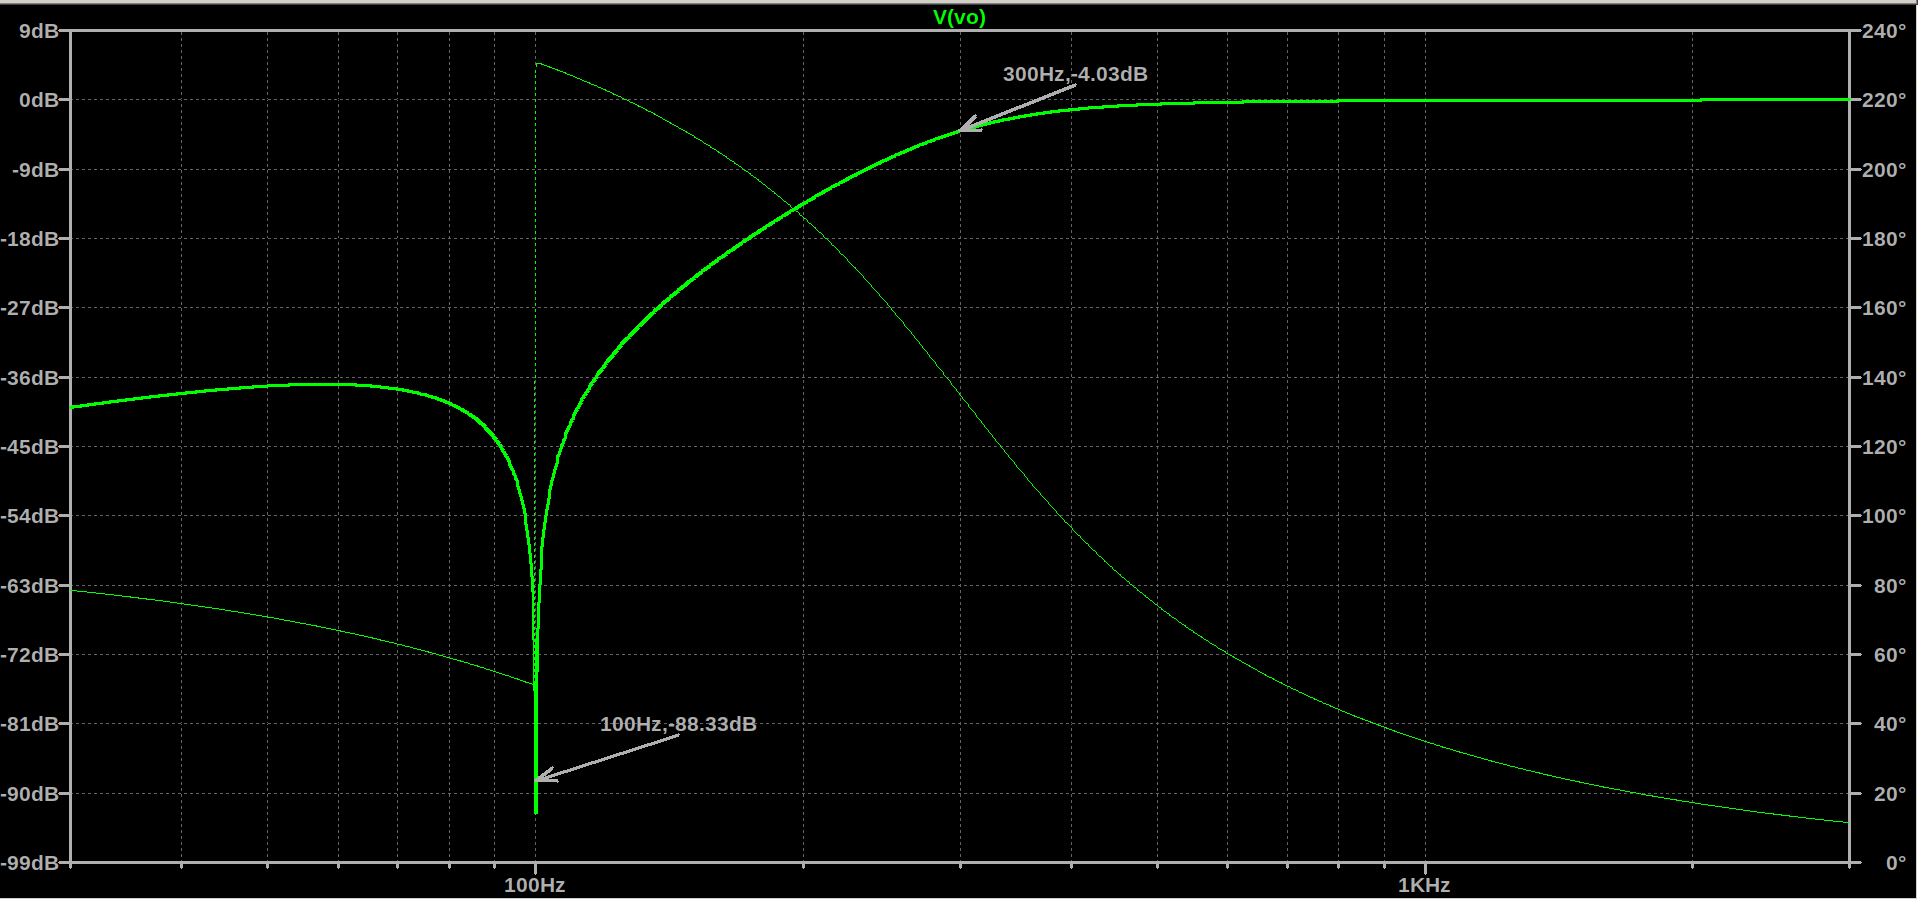 V(vo)
9dB
240°
300Hz,-4.03dB
0dB
220°
-9dB
200°
-18dB
180°
-27dB
160°
-36dB
140°
-45dB
120°
-54dB
100°
-63dB
80°
-72dB
60°
100Hz,-88.33dB
-81dB
40°
-90dB
20°
-99dB
0°
100Hz
1KHz